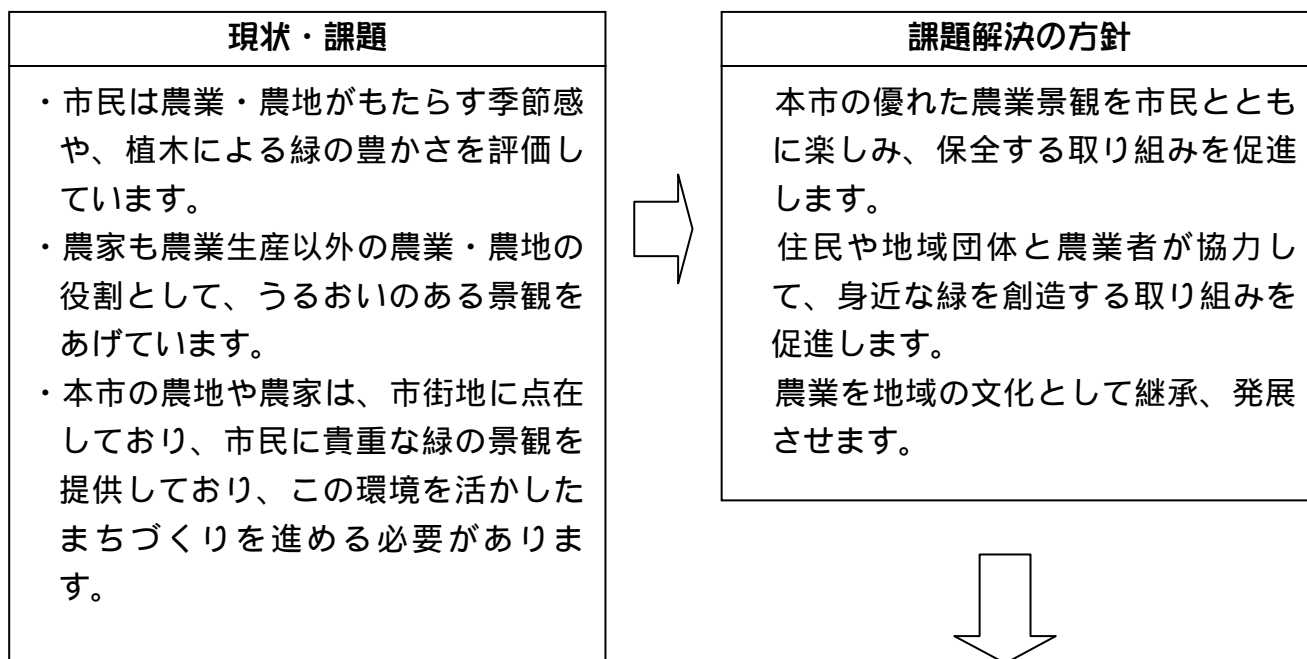 現状・課題
・市民は農業・農地がもたらす季節感
や、植木による緑の豊かさを評価し
ています。
・農家も農業生産以外の農業・農地の
役割として、うるおいのある景観を
あげています。
・本市の農地や農家は、市街地に点在
しており、市民に貴重な緑の景観を
提供しており、この環境を活かした
まちづくりを進める必要がありま
す。
課題解決の方針
本市の優れた農業景観を市民ととも
に楽しみ、保全する取り組みを促進
します。
住民や地域団体と農業者が協力し
て、身近な緑を創造する取り組みを
促進します。
農業を地域の文化として継承、発展
させます。